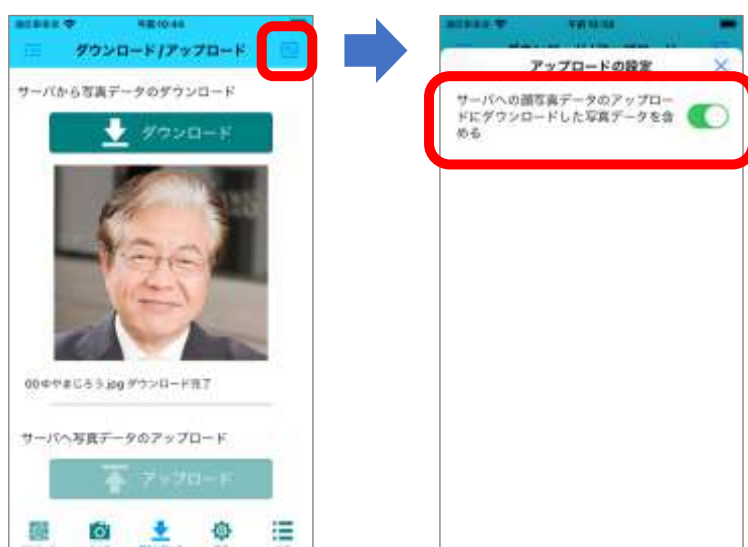 午前10:46
ダウンロード/アップロード
サーバから写真データのダウンロード
ダウンロード
00ゆやまじろう.jpg ダウンロード完了
サーバへ写真データのアップロード
アップロード
アップロードの設定
サーバへの顔写真データのアップロー
ドにダウンロードした写真データを含
める